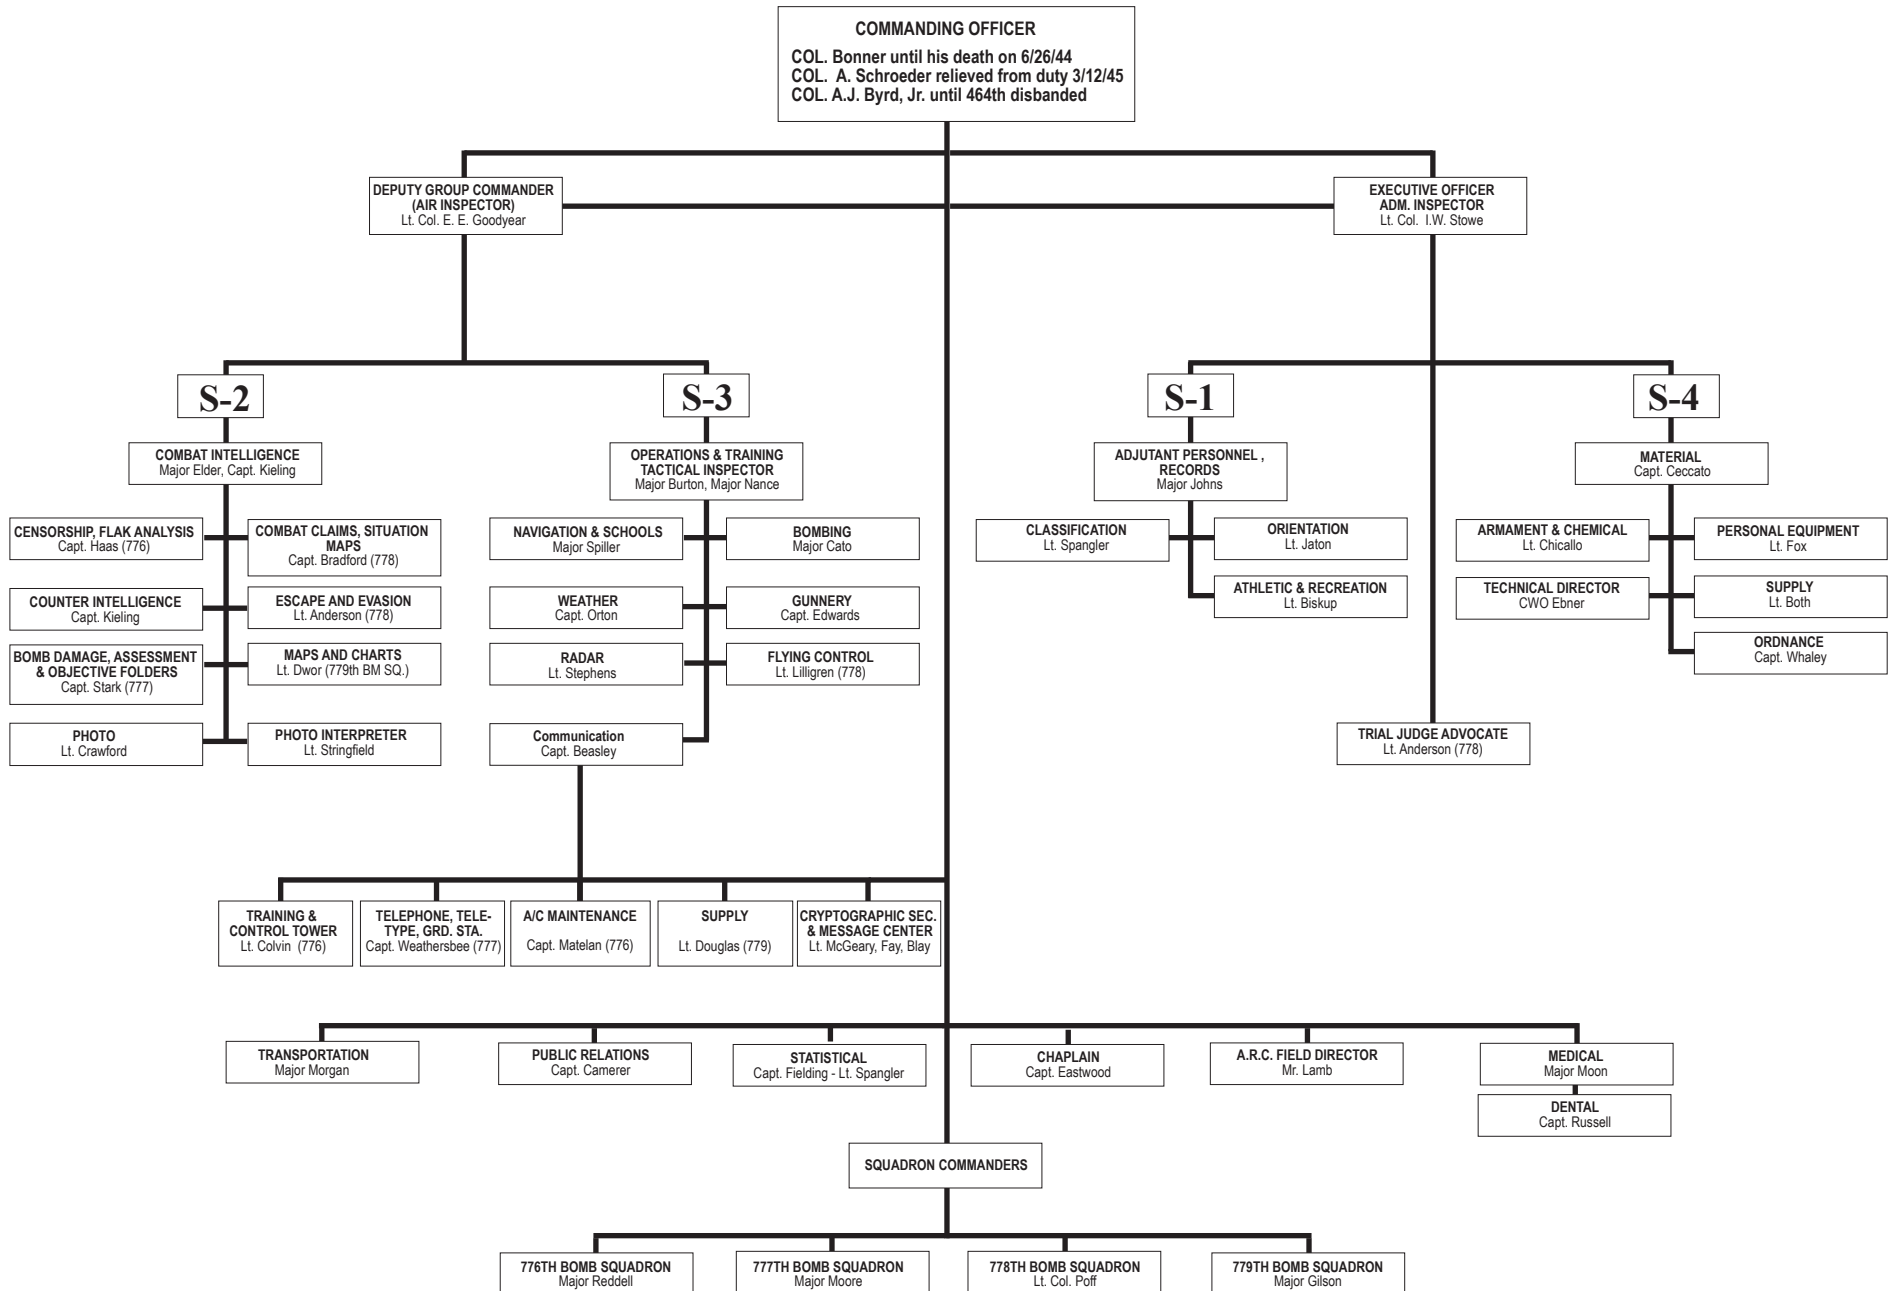 COMMANDING OFFICER
COL. Bonner until his death on 6/26/44
COL. A. Schroeder relieved from duty 3/12/45
COL. A.J. Byrd, Jr. until 464th disbanded
DEPUTY GROUP COMMANDER
(AIR INSPECTOR)
Lt. Col. E. E. Goodyear
EXECUTIVE OFFICER
ADM. INSPECTOR
Lt. Col. I.W. Stowe
S-2
S-3
S-1
S-4
COMBAT INTELLIGENCE
Major Elder, Capt. Kieling
OPERATIONS & TRAINING
TACTICAL INSPECTOR
Major Burton, Major Nance
ADJUTANT PERSONNEL ,
RECORDS
Major Johns
MATERIAL
Capt. Ceccato
CENSORSHIP, FLAK ANALYSIS
Capt. Haas (776)
COMBAT CLAIMS, SITUATION
MAPS
Capt. Bradford (778)
NAVIGATION & SCHOOLS
Major Spiller
BOMBING
Major Cato
CLASSIFICATION
Lt. Spangler
ORIENTATION
Lt. Jaton
ARMAMENT & CHEMICAL
Lt. Chicallo
PERSONAL EQUIPMENT
Lt. Fox
COUNTER INTELLIGENCE
Capt. Kieling
ESCAPE AND EVASION
Lt. Anderson (778)
WEATHER
Capt. Orton
GUNNERY
Capt. Edwards
ATHLETIC & RECREATION
Lt. Biskup
TECHNICAL DIRECTOR
CWO Ebner
SUPPLY
Lt. Both
BOMB DAMAGE, ASSESSMENT
& OBJECTIVE FOLDERS
Capt. Stark (777)
MAPS AND CHARTS
Lt. Dwor (779th BM SQ.)
RADAR
Lt. Stephens
FLYING CONTROL
Lt. Lilligren (778)
ORDNANCE
Capt. Whaley
PHOTO
Lt. Crawford
PHOTO INTERPRETER
Lt. Stringfield
Communication
Capt. Beasley
TRIAL JUDGE ADVOCATE
Lt. Anderson (778)
TRAINING &
CONTROL TOWER
Lt. Colvin (776)
TELEPHONE, TELE-
TYPE, GRD. STA.
Capt. Weathersbee (777)
A/C MAINTENANCE
Capt. Matelan (776)
SUPPLY
Lt. Douglas (779)
CRYPTOGRAPHIC SEC.
& MESSAGE CENTER
Lt. McGeary, Fay, Blay
TRANSPORTATION
Major Morgan
PUBLIC RELATIONS
Capt. Camerer
STATISTICAL
Capt. Fielding - Lt. Spangler
CHAPLAIN
Capt. Eastwood
A.R.C. FIELD DIRECTOR
Mr. Lamb
MEDICAL
Major Moon
DENTAL
Capt. Russell
SQUADRON COMMANDERS
776TH BOMB SQUADRON
Major Reddell
777TH BOMB SQUADRON
Major Moore
778TH BOMB SQUADRON
Lt. Col. Poff
779TH BOMB SQUADRON
Major Gilson